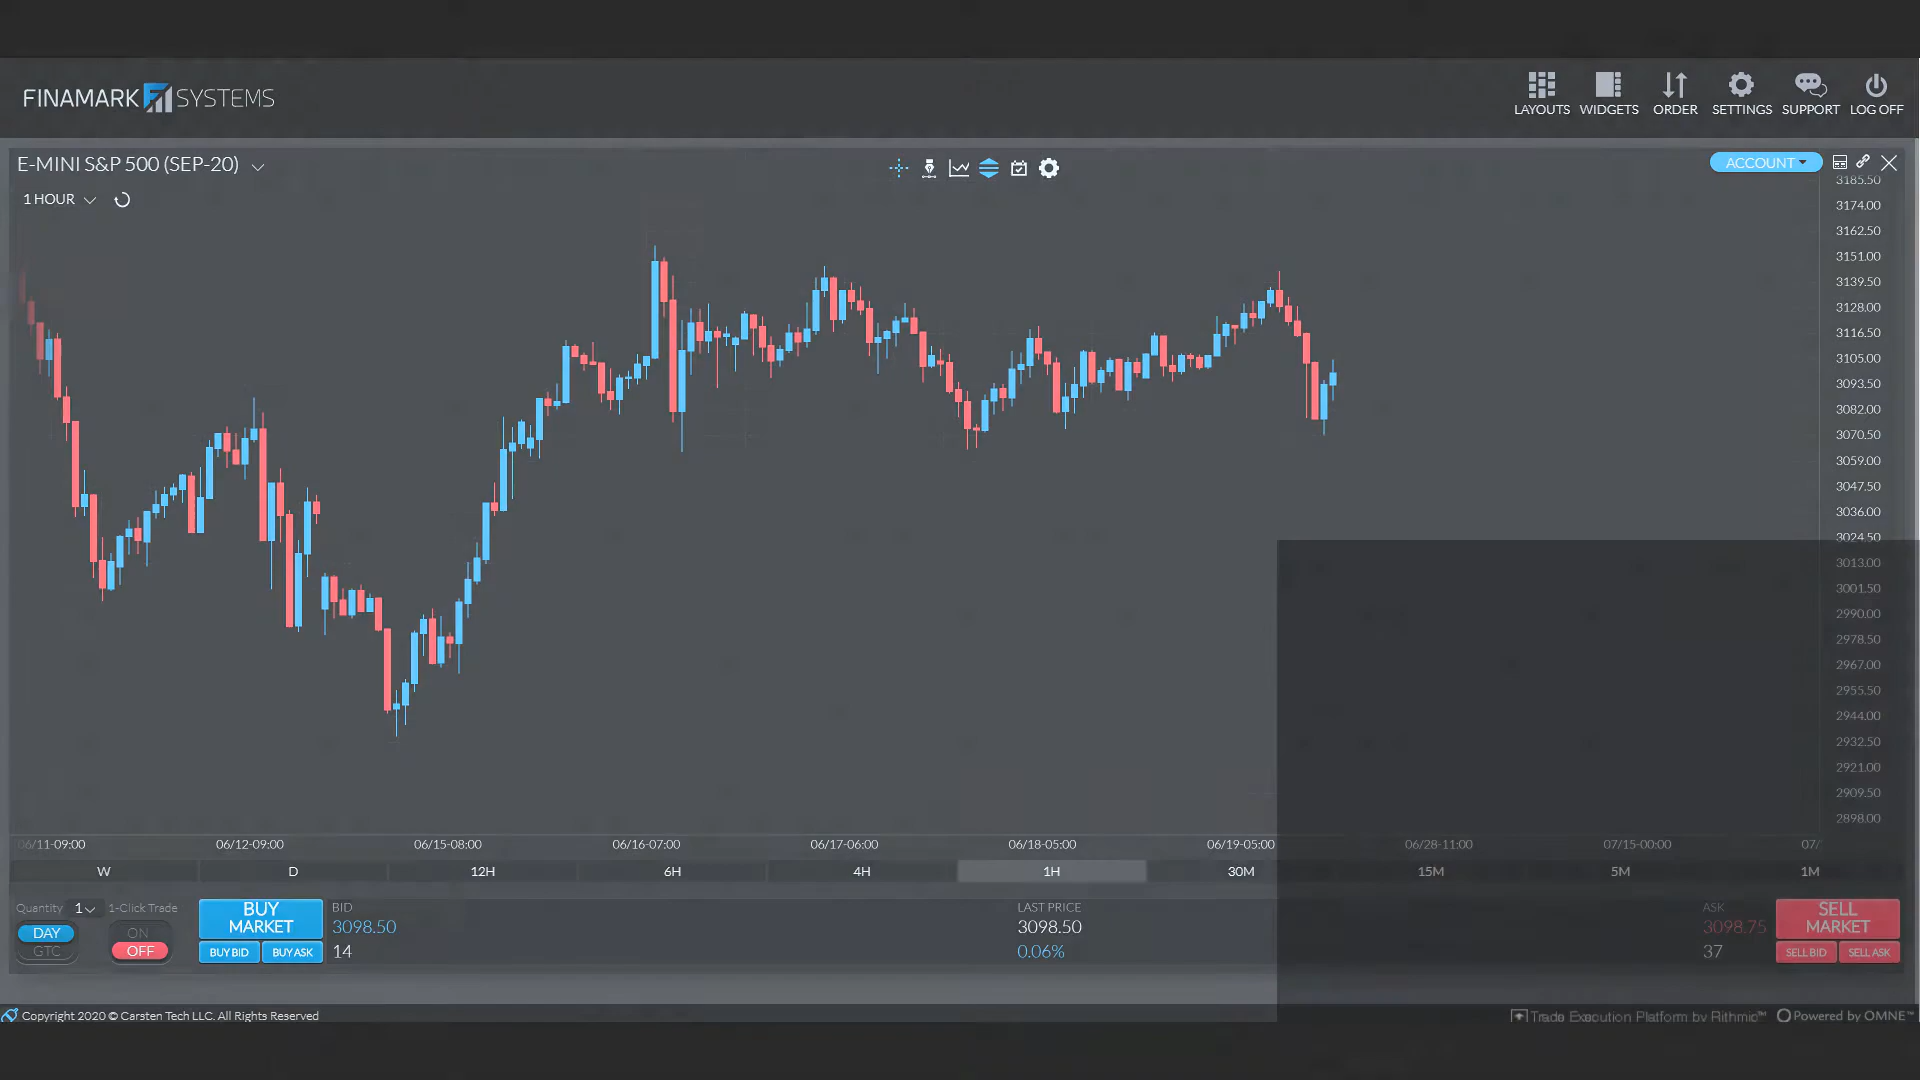 FINAMARK SYSTEMS
LAYOUTS WIDGETS ORDER SETTINGS SUPPORT LOG OFF
E-MINI S&P 500 (SEP-20)
ACCOUNT
1 HOUR
3185.50
3174.00
3162.50
3151.00
3139.50
3128.00
3116.50
3105.00
3093.50
3082.00
3070.50
3059.00
3047.50
3036.00
3024.50
3013.00
3001.50
2990.00
2978.50
2967.00
2955.50
2944.00
2932.50
2921.00
2909.50
2898.00
06/11-09:00 06/12-09:00 06/15-08:00 06/16-07:00 06/17-06:00 06/18-05:00 06/19-05:00 06/28-11:00 07/15-00:00 07/
W D 12H 6H 4H 1H 30M 15M 5M 1M
Quantity 1 1-Click Trade
DAY
GTC
ON
OFF
BUY MARKET
BUY BID BUY ASK
BID
3098.50
14
LAST PRICE
3098.50
0.06%
ASK
3098.75
37
SELL MARKET
SELL BID SELL ASK
Copyright 2020 © Carsten Tech LLC. All Rights Reserved
Trade Execution Platform by Rithmic™ Powered by OMNE™